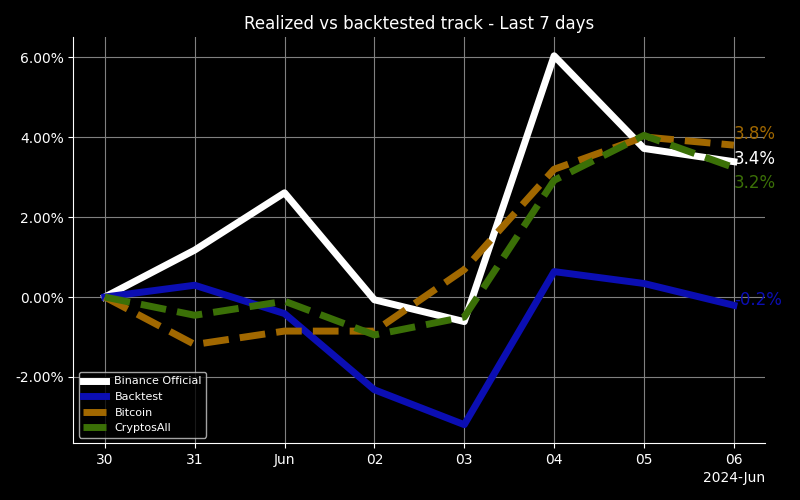 Realized vs backtested track - Last 7 days
6.00%
4.00%
2.00%
0.00%
-2.00%
3.8%
3.4%
3.2%
-0.2%
Binance Official
Backtest
Bitcoin
CryptosAll
30 31 Jun 02 03 04 05 06
2024-Jun